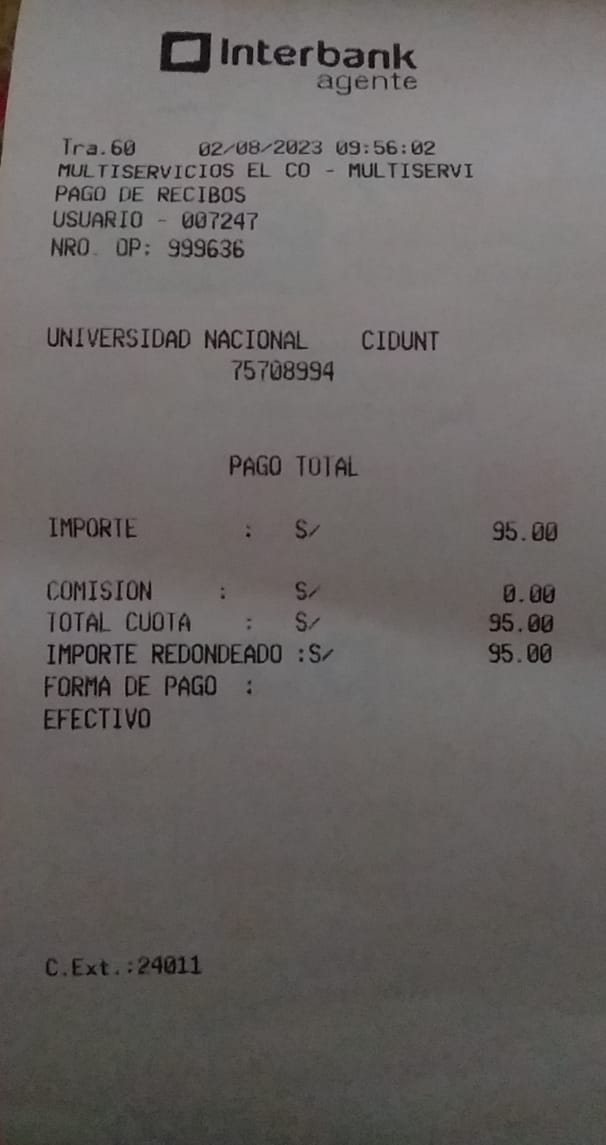 Interbank
agente
Tra.60 02/08/2023 09:56:02
MULTISERVICIOS EL CO - MULTISERVI
PAGO DE RECIBOS
USUARIO - 007247
NRO. OP: 999636
UNIVERSIDAD NACIONAL CIDUNT
75708994
PAGO TOTAL
IMPORTE : S/ 95.00
COMISION : S/ 0.00
TOTAL CUOTA : S/ 95.00
IMPORTE REDONDEADO :S/ 95.00
FORMA DE PAGO :
EFECTIVO
C.Ext.:24011